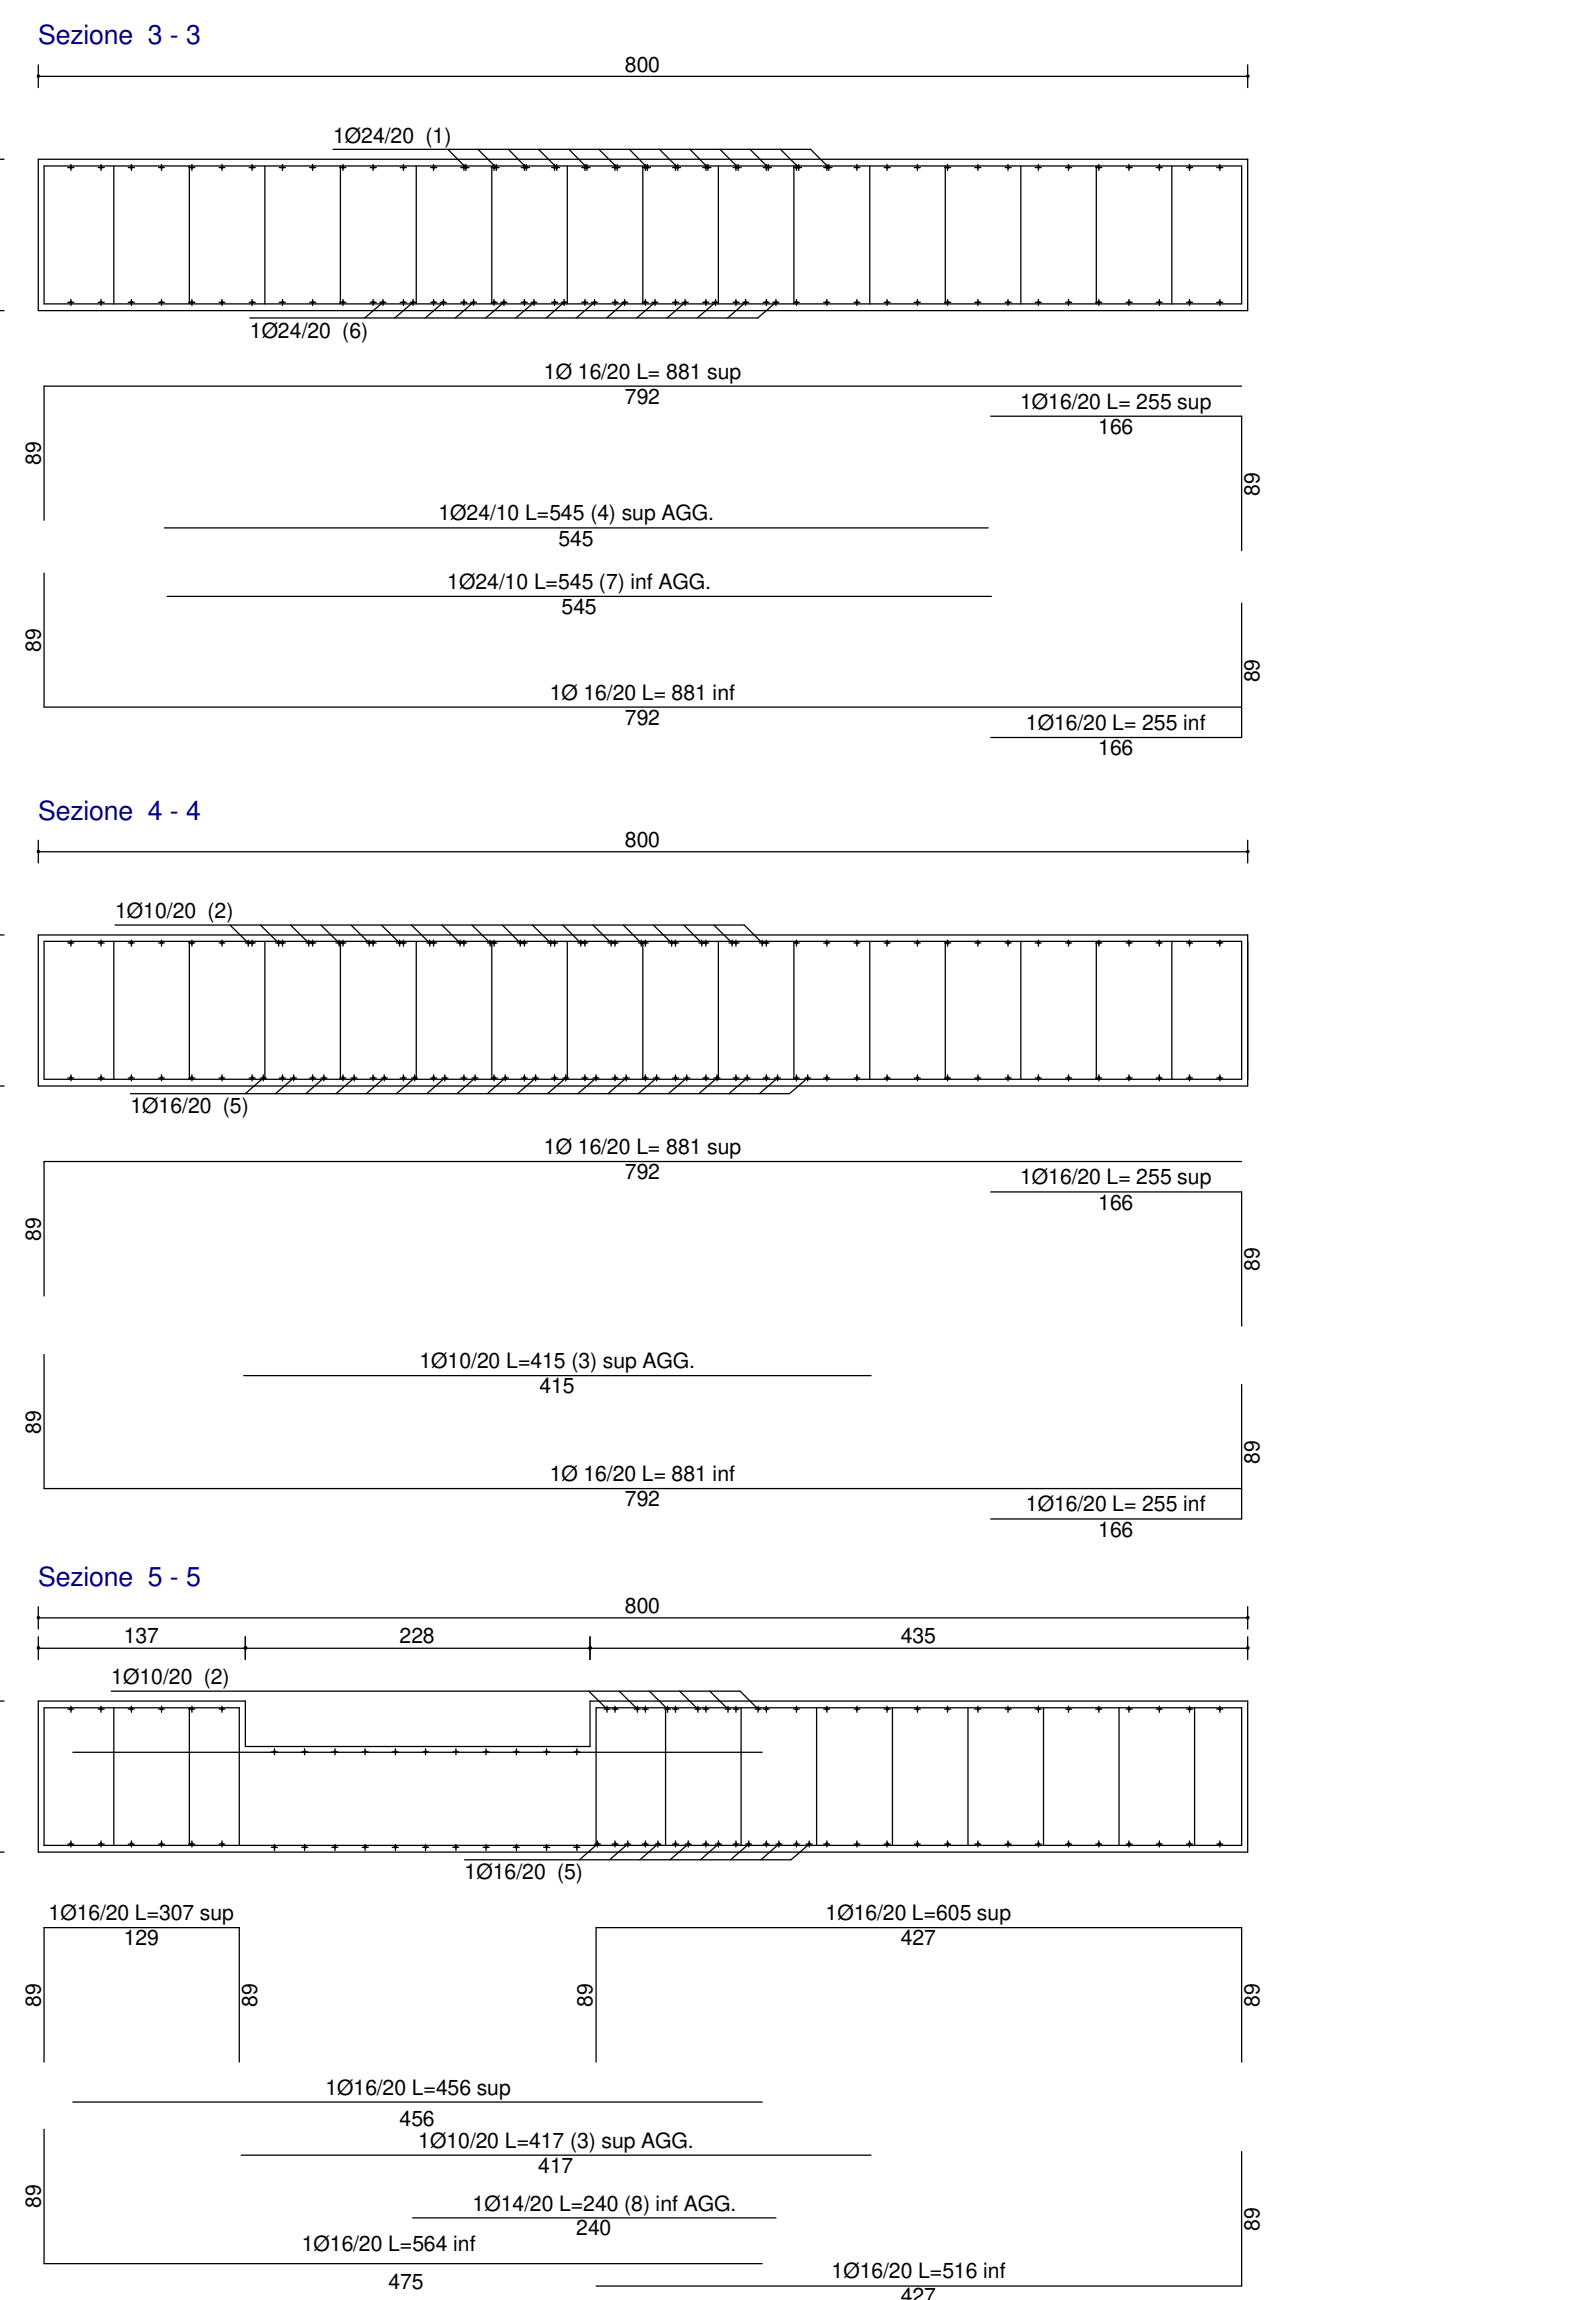 Sezione 3 - 3
800
1Ø24/20 (1)
1Ø24/20 (6)
1Ø 16/20 L= 881 sup
792
1Ø16/20 L= 255 sup
166
89
89
1Ø24/10 L=545 (4) sup AGG.
545
1Ø24/10 L=545 (7) inf AGG.
545
89
89
1Ø 16/20 L= 881 inf
792
1Ø16/20 L= 255 inf
166
Sezione 4 - 4
800
1Ø10/20 (2)
1Ø16/20 (5)
1Ø 16/20 L= 881 sup
792
1Ø16/20 L= 255 sup
166
89
89
1Ø10/20 L=415 (3) sup AGG.
415
89
89
1Ø 16/20 L= 881 inf
792
1Ø16/20 L= 255 inf
166
Sezione 5 - 5
800
137 228 435
1Ø10/20 (2)
1Ø16/20 (5)
1Ø16/20 L=307 sup
129
1Ø16/20 L=605 sup
427
89 89 89 89
1Ø16/20 L=456 sup
456
1Ø10/20 L=417 (3) sup AGG.
417
89
1Ø14/20 L=240 (8) inf AGG.
240
89
1Ø16/20 L=564 inf
475
1Ø16/20 L=516 inf
427